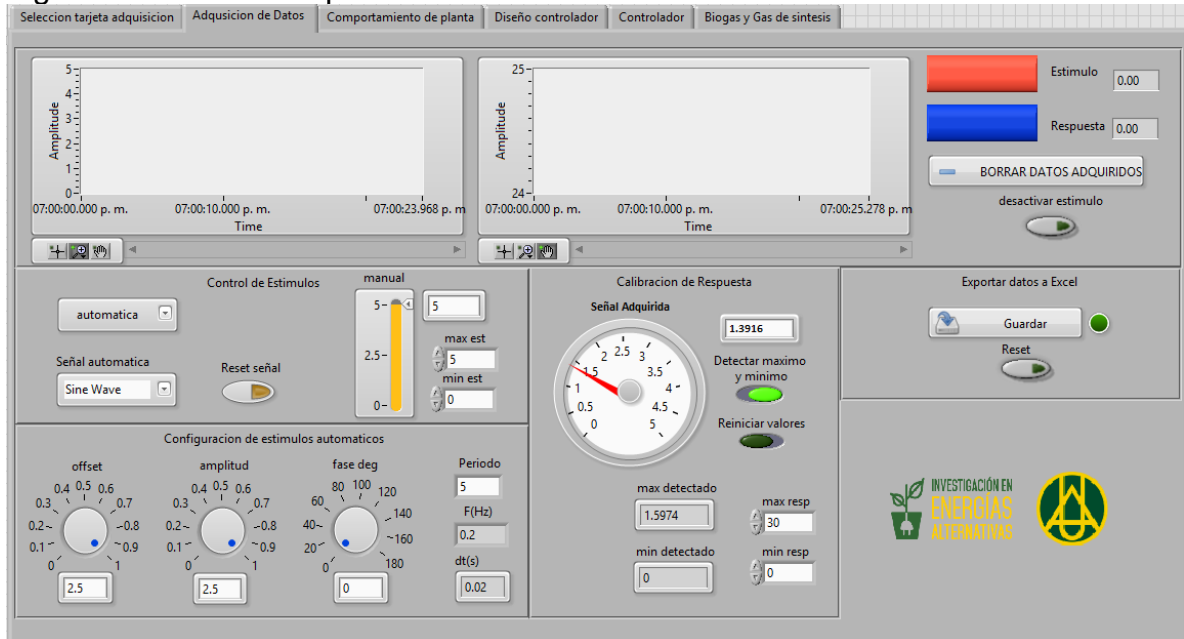 Seleccion tarjeta adquisicion
Adqusicion de Datos
Comportamiento de planta
Diseño controlador
Controlador
Biogas y Gas de sintesis
5
4
3
2
1
0
Amplitude
07:00:00.000 p. m.
07:00:10.000 p. m.
07:00:23.968 p. m
Time
25
24
Amplitude
07:00:00.000 p. m.
07:00:10.000 p. m.
07:00:25.278 p. m
Time
Estimulo
0.00
Respuesta
0.00
BORRAR DATOS ADQUIRIDOS
desactivar estimulo
Control de Estimulos
automatica
Señal automatica
Sine Wave
Reset señal
manual
5
2.5
0
5
max est
5
min est
0
Configuracion de estimulos automaticos
offset
0 0.1 0.2 0.3 0.4 0.5 0.6 0.7 0.8 0.9 1
2.5
amplitud
0 0.1 0.2 0.3 0.4 0.5 0.6 0.7 0.8 0.9 1
2.5
fase deg
0 20 40 60 80 100 120 140 160 180
0
Periodo
5
F(Hz)
0.2
dt(s)
0.02
Calibracion de Respuesta
Señal Adquirida
0 0.5 1 1.5 2 2.5 3 3.5 4 4.5 5
1.3916
Detectar maximo
y minimo
Reiniciar valores
max detectado
1.5974
max resp
30
min detectado
0
min resp
0
Exportar datos a Excel
Guardar
Reset
INVESTIGACIÓN EN
ENERGÍAS
ALTERNATIVAS